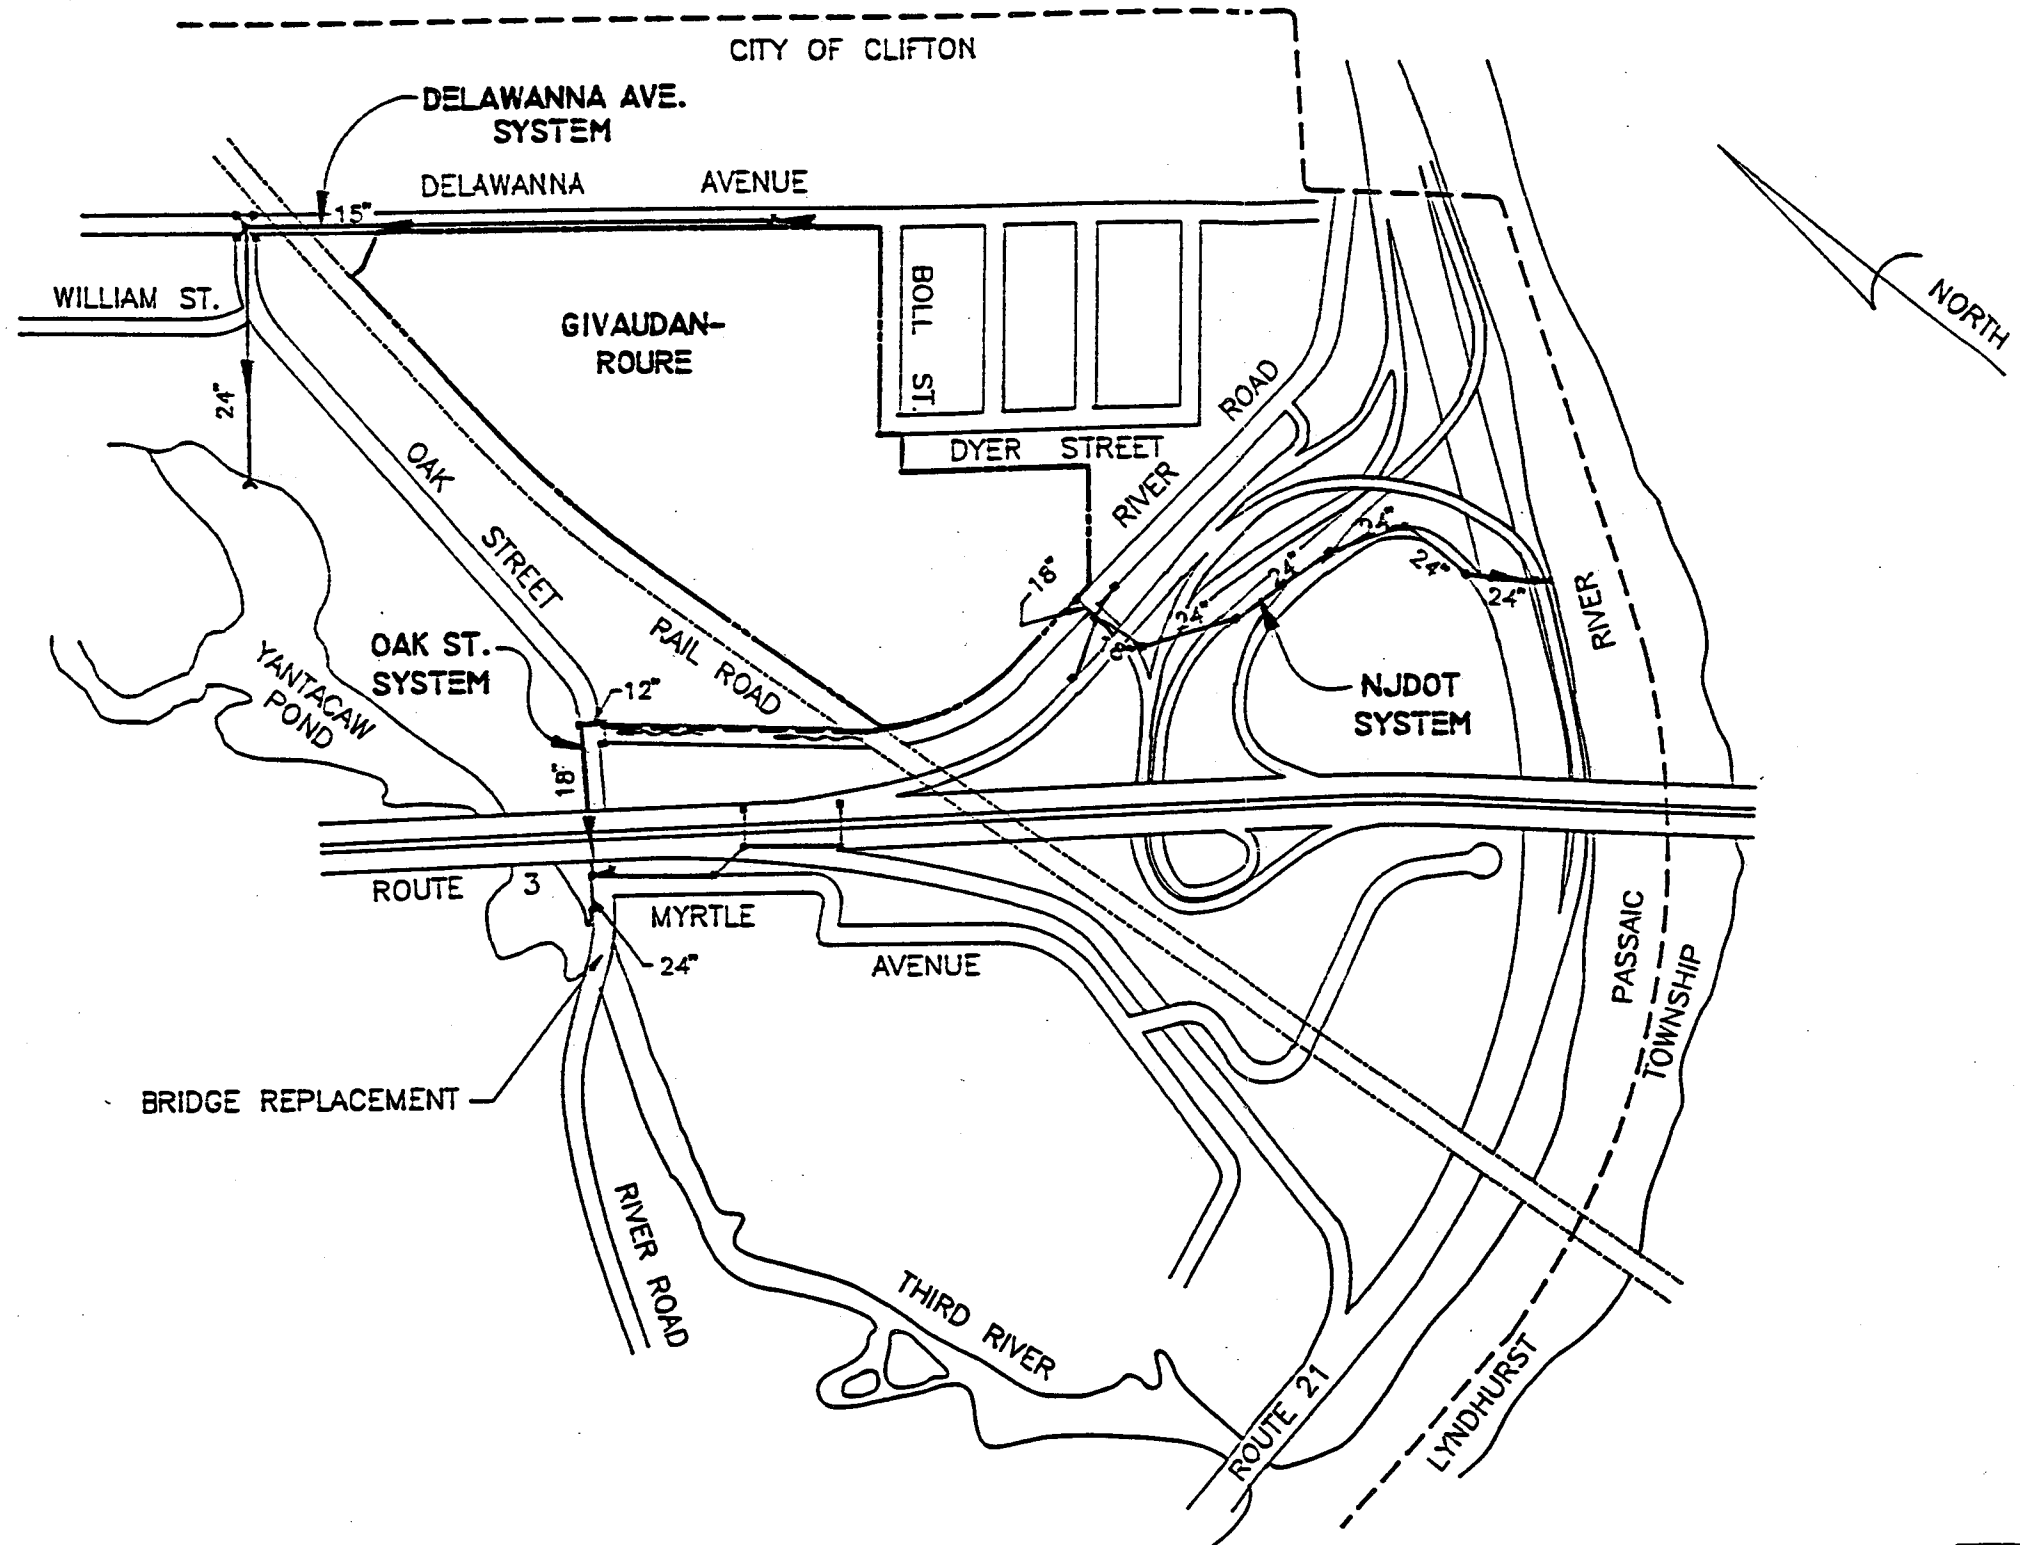 CITY OF CLIFTON
DELAWANNA AVE.
SYSTEM
DELAWANNA AVENUE
15"
WILLIAM ST.
24"
GIVAUDAN-
ROURE
BOLL ST.
DYER STREET
RIVER ROAD
NORTH
OAK STREET
RAIL ROAD
YANTACAW
POND
OAK ST.
SYSTEM
12"
18"
18"
24"
24"
24"
24"
NJDOT
SYSTEM
RIVER
PASSAIC
TOWNSHIP
LYNDHURST
ROUTE 3
MYRTLE
AVENUE
24"
BRIDGE REPLACEMENT
RIVER ROAD
THIRD RIVER
ROUTE 21